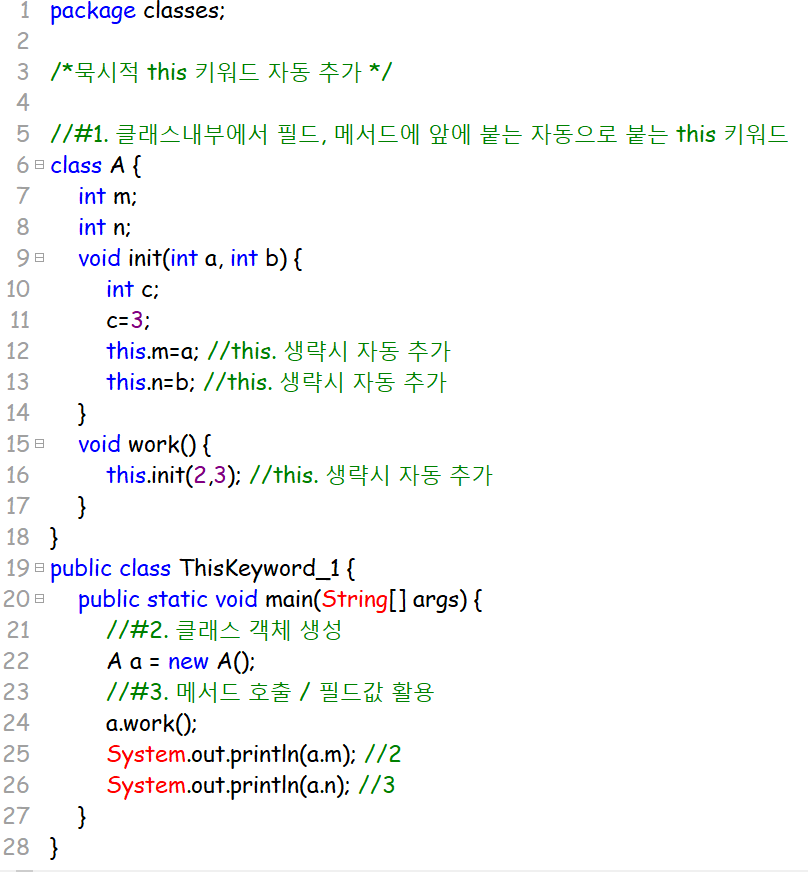 1 package classes;
2
3 /*묵시적 this 키워드 자동 추가 */
4
5 //#1. 클래스내부에서 필드, 메서드에 앞에 붙는 자동으로 붙는 this 키워드
6 class A {
7 int m;
8 int n;
9 void init(int a, int b) {
10 int c;
11 c=3;
12 this.m=a; //this. 생략시 자동 추가
13 this.n=b; //this. 생략시 자동 추가
14 }
15 void work() {
16 this.init(2,3); //this. 생략시 자동 추가
17 }
18 }
19 public class ThisKeyword_1 {
20 public static void main(String[] args) {
21 //#2. 클래스 객체 생성
22 A a = new A();
23 //#3. 메서드 호출 / 필드값 활용
24 a.work();
25 System.out.println(a.m); //2
26 System.out.println(a.n); //3
27 }
28 }